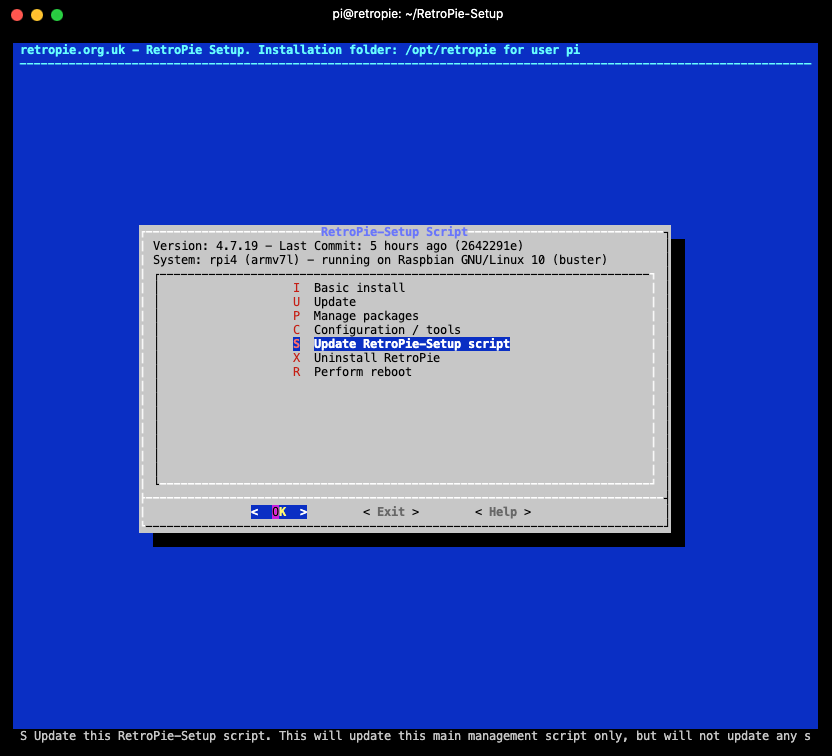 pi@retropie: ~/RetroPie-Setup
retropie.org.uk - RetroPie Setup. Installation folder: /opt/retropie for user pi
RetroPie-Setup Script
Version: 4.7.19 - Last Commit: 5 hours ago (2642291e)
System: rpi4 (armv7l) - running on Raspbian GNU/Linux 10 (buster)
I Basic install
U Update
P Manage packages
C Configuration / tools
S Update RetroPie-Setup script
X Uninstall RetroPie
R Perform reboot
< OK > < Exit > < Help >
S Update this RetroPie-Setup script. This will update this main management script only, but will not update any s